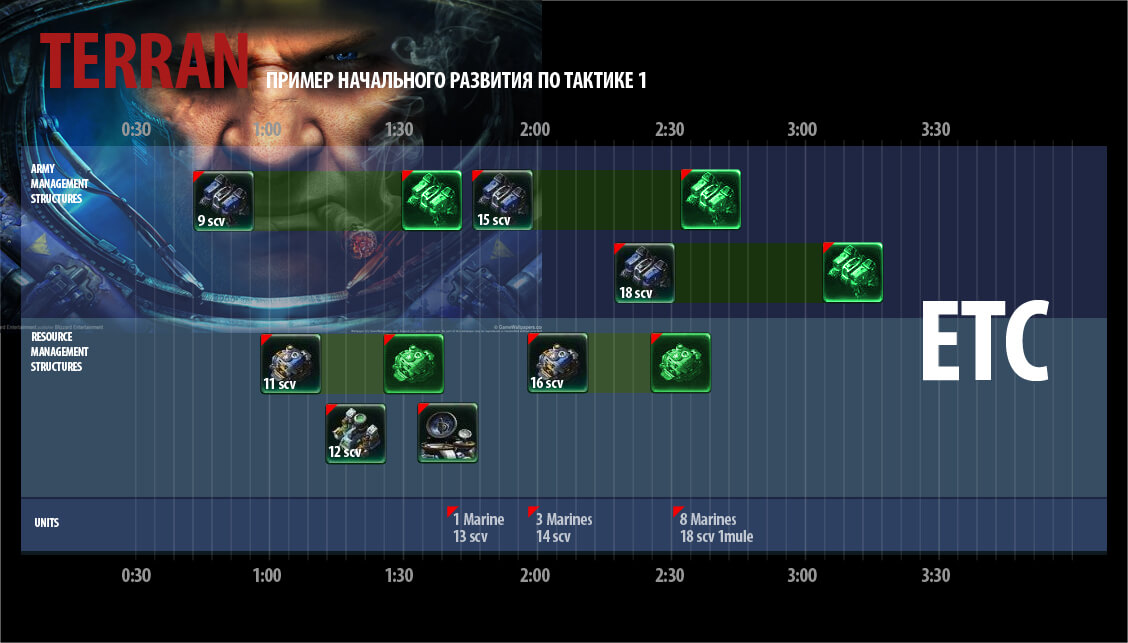 TERRAN
ПРИМЕР НАЧАЛЬНОГО РАЗВИТИЯ ПО ТАКТИКЕ 1
0:30 1:00 1:30 2:00 2:30 3:00 3:30
ARMY
MANAGEMENT
STRUCTURES
9 scv
15 scv
18 scv
© GameWallpapers.co
RESOURCE
MANAGEMENT
STRUCTURES
11 scv
16 scv
12 scv
ETC
UNITS
1 Marine
13 scv
3 Marines
14 scv
8 Marines
18 scv 1mule
0:30 1:00 1:30 2:00 2:30 3:00 3:30